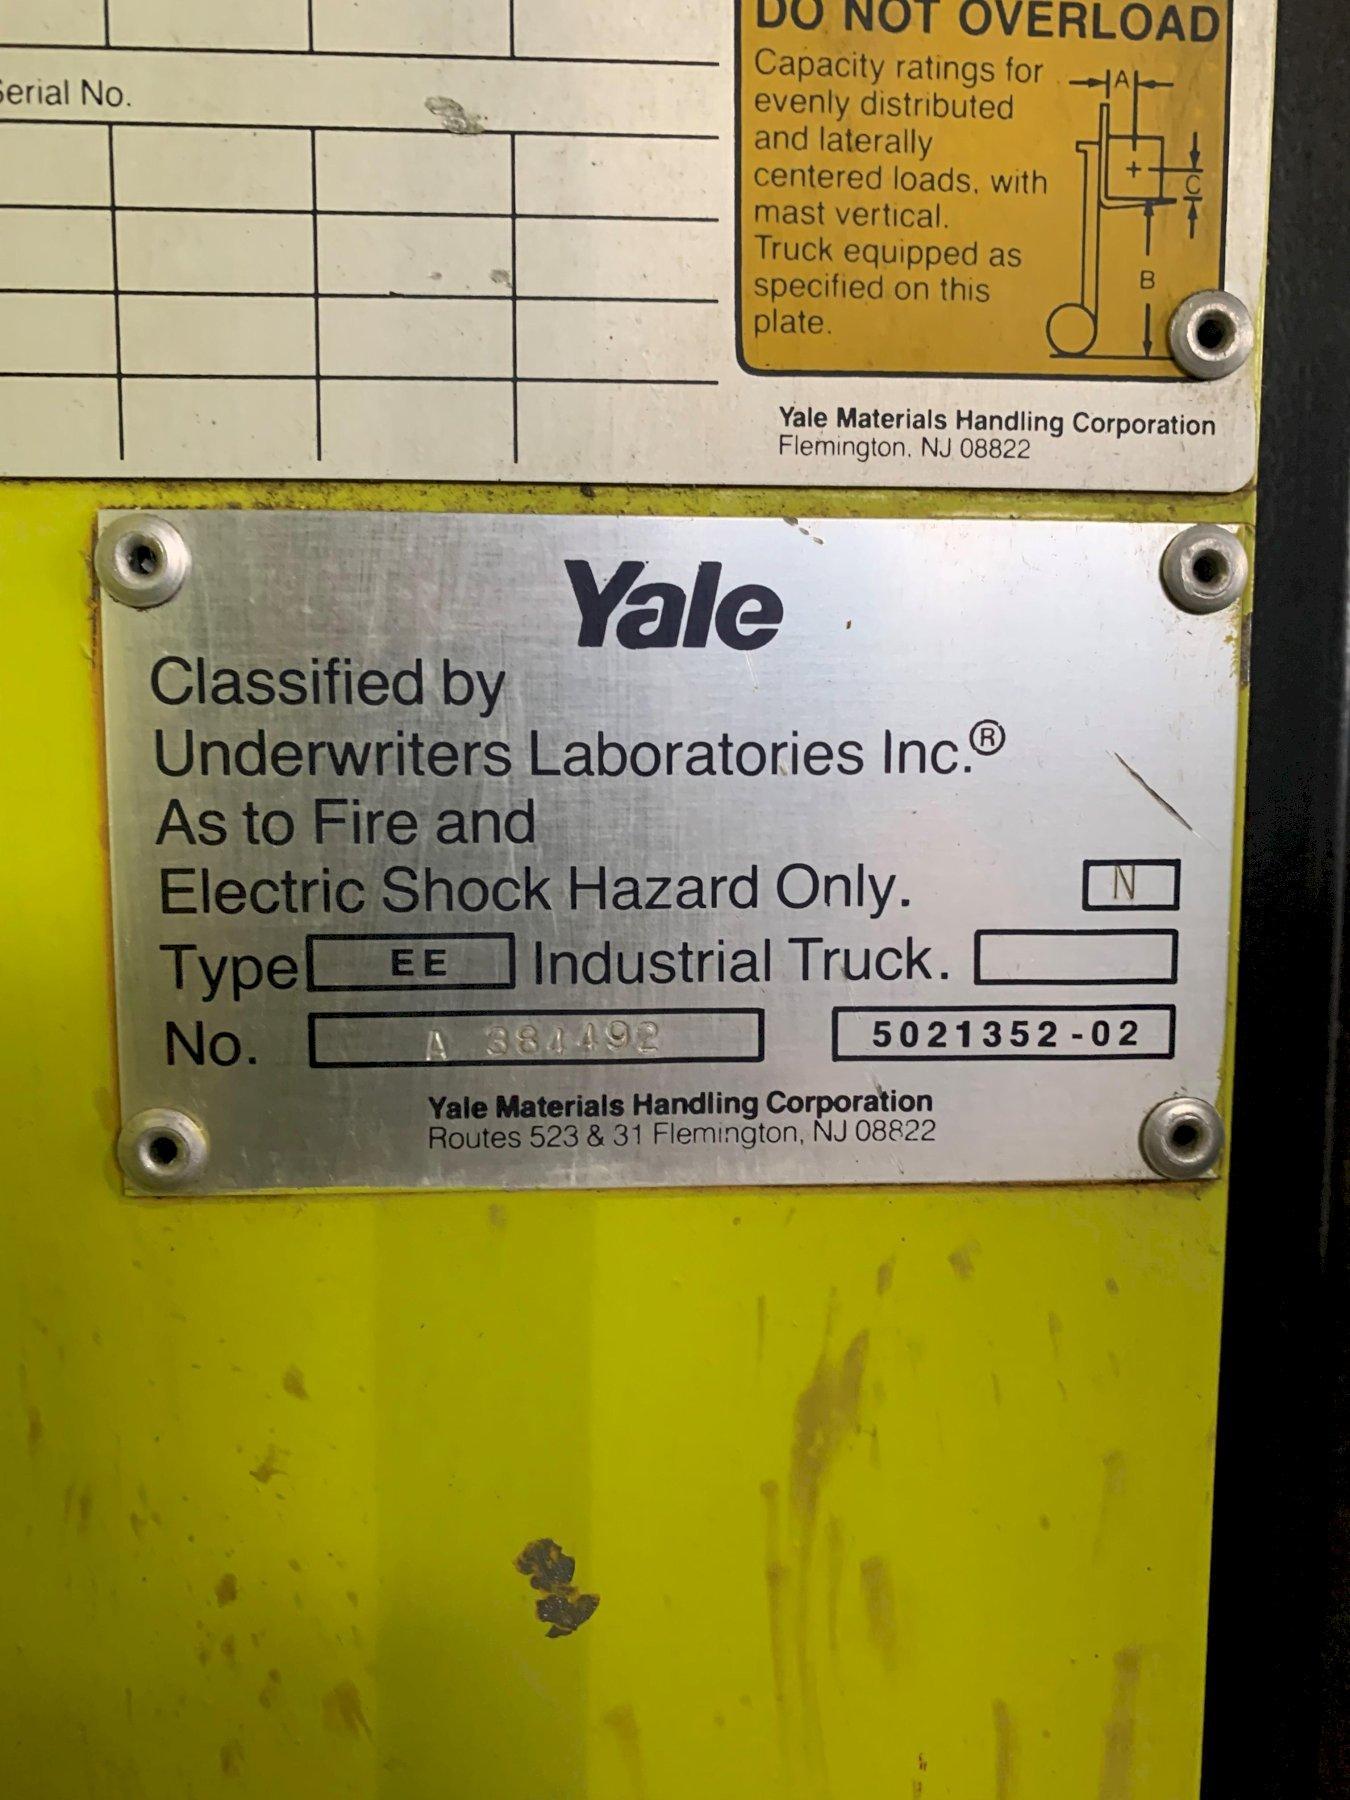 DO NOT OVERLOAD
Capacity ratings for
evenly distributed
and laterally
centered loads, with
mast vertical.
Truck equipped as
specified on this
plate.
A
C
B
Serial No.
Yale Materials Handling Corporation
Flemington, NJ 08822
Yale
Classified by
Underwriters Laboratories Inc.®
As to Fire and
Electric Shock Hazard Only. N
Type EE Industrial Truck.
No. A 384492 5021352-02
Yale Materials Handling Corporation
Routes 523 & 31 Flemington, NJ 08822